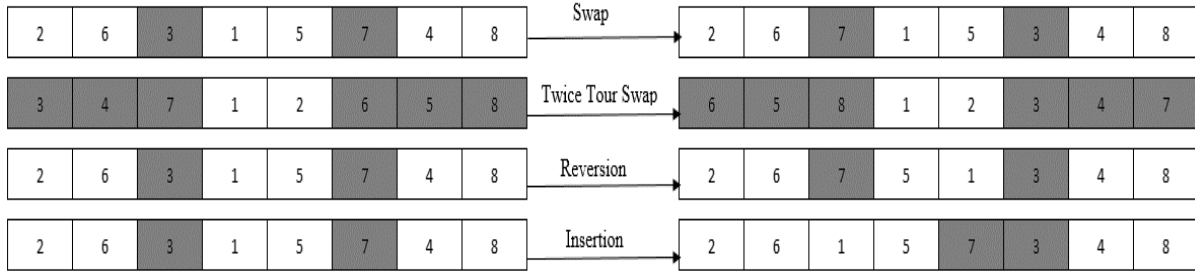 2 6 3 1 5 7 4 8 Swap 2 6 7 1 5 3 4 8
3 4 7 1 2 6 5 8 Twice Tour Swap 6 5 8 1 2 3 4 7
2 6 3 1 5 7 4 8 Reversion 2 6 7 5 1 3 4 8
2 6 3 1 5 7 4 8 Insertion 2 6 1 5 7 3 4 8